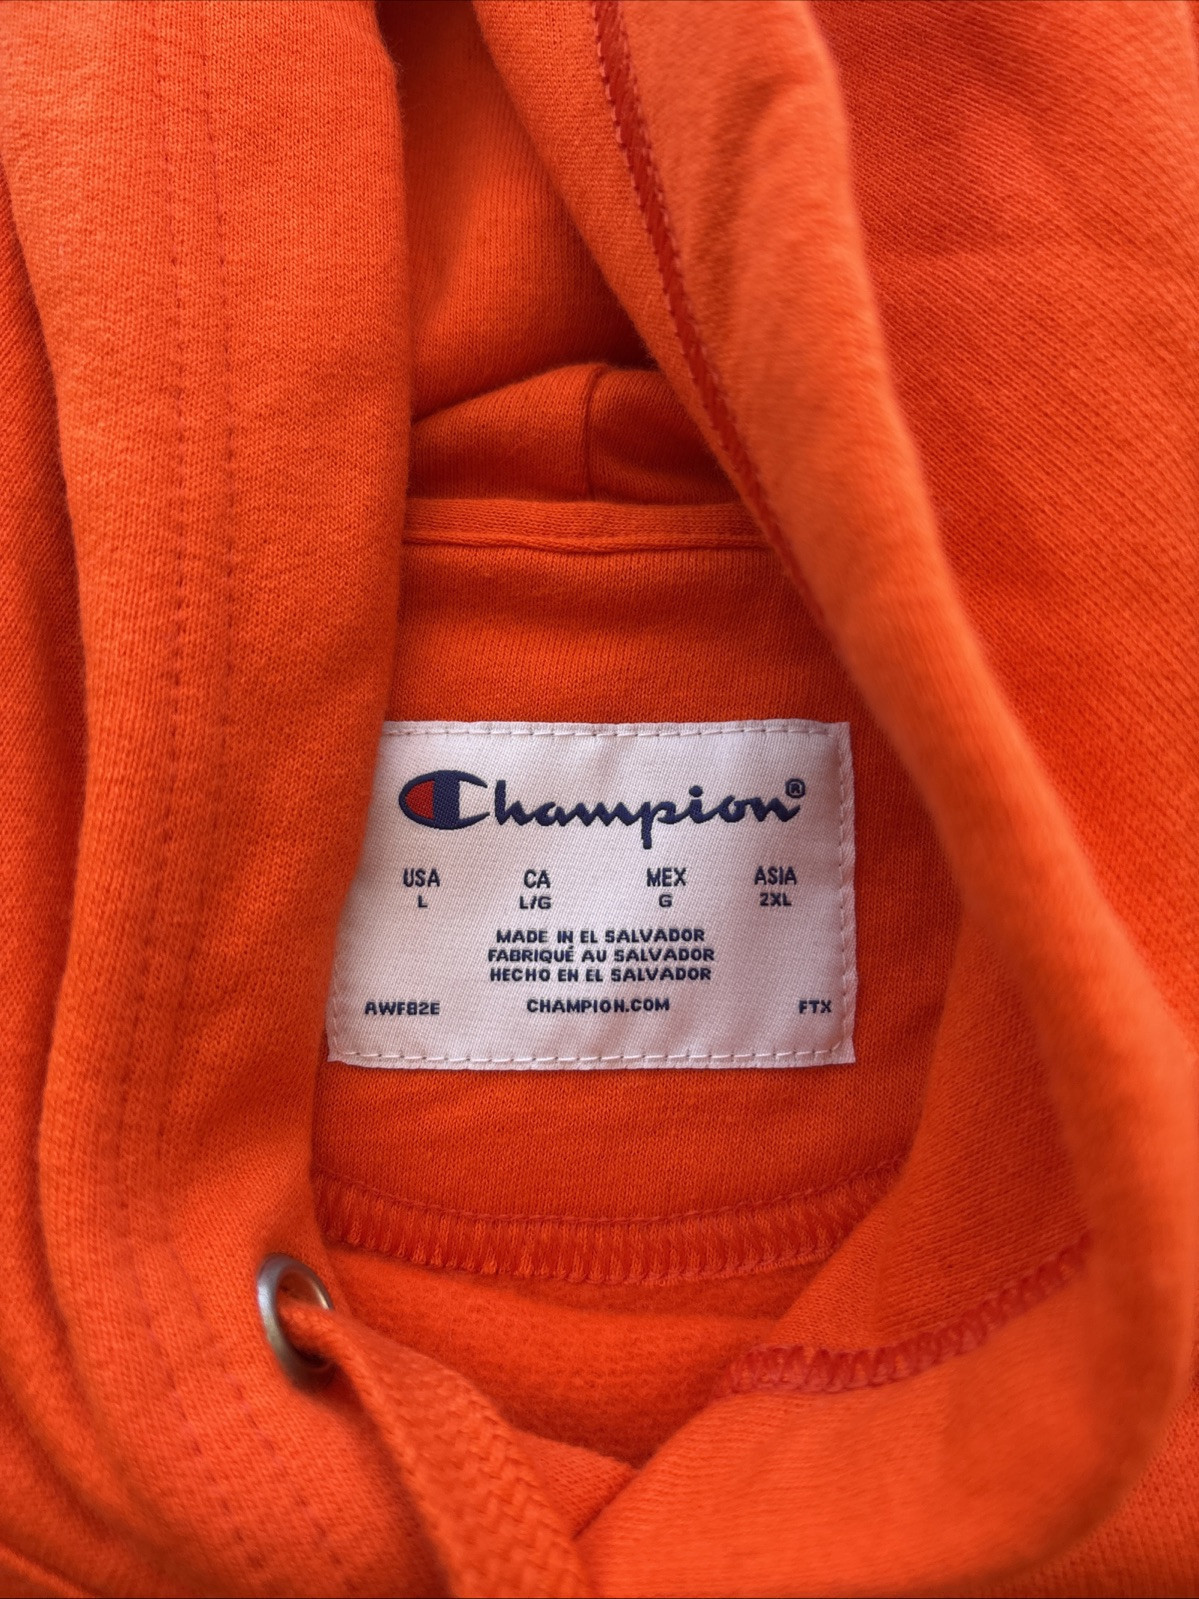 Champion®
USA CA MEX ASIA
L L/G G 2XL
MADE IN EL SALVADOR
FABRIQUÉ AU SALVADOR
HECHO EN EL SALVADOR
AWF82E CHAMPION.COM FTX